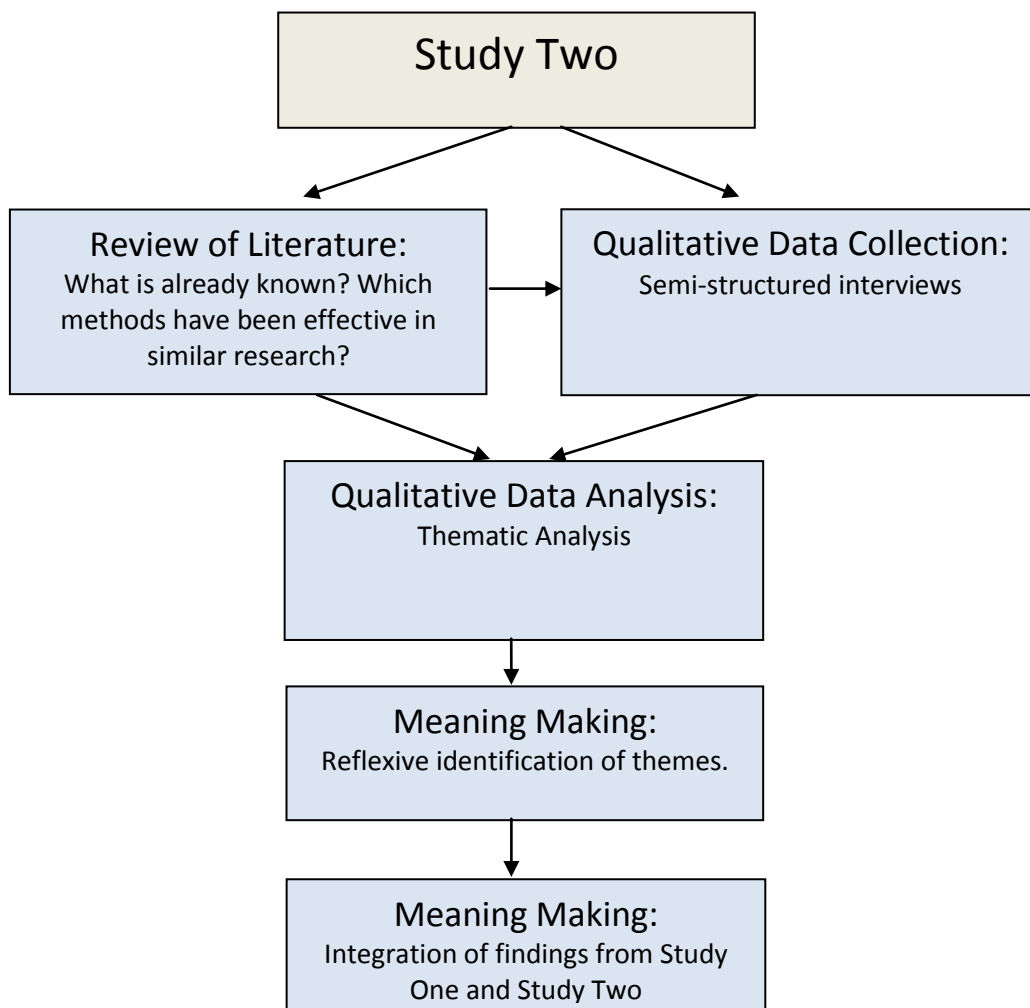 Study Two
Review of Literature:
What is already known? Which
methods have been effective in
similar research?
Qualitative Data Collection:
Semi-structured interviews
Qualitative Data Analysis:
Thematic Analysis
Meaning Making:
Reflexive identification of themes.
Meaning Making:
Integration of findings from Study
One and Study Two